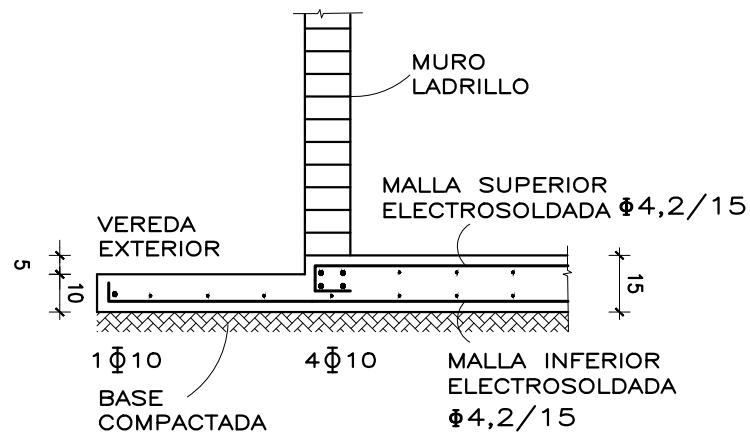 MURO
LADRILLO
MALLA SUPERIOR
ELECTROSOLDADA Φ4,2/15
VEREDA
EXTERIOR
5
10
15
1Φ10
4Φ10
MALLA INFERIOR
ELECTROSOLDADA
Φ4,2/15
BASE
COMPACTADA